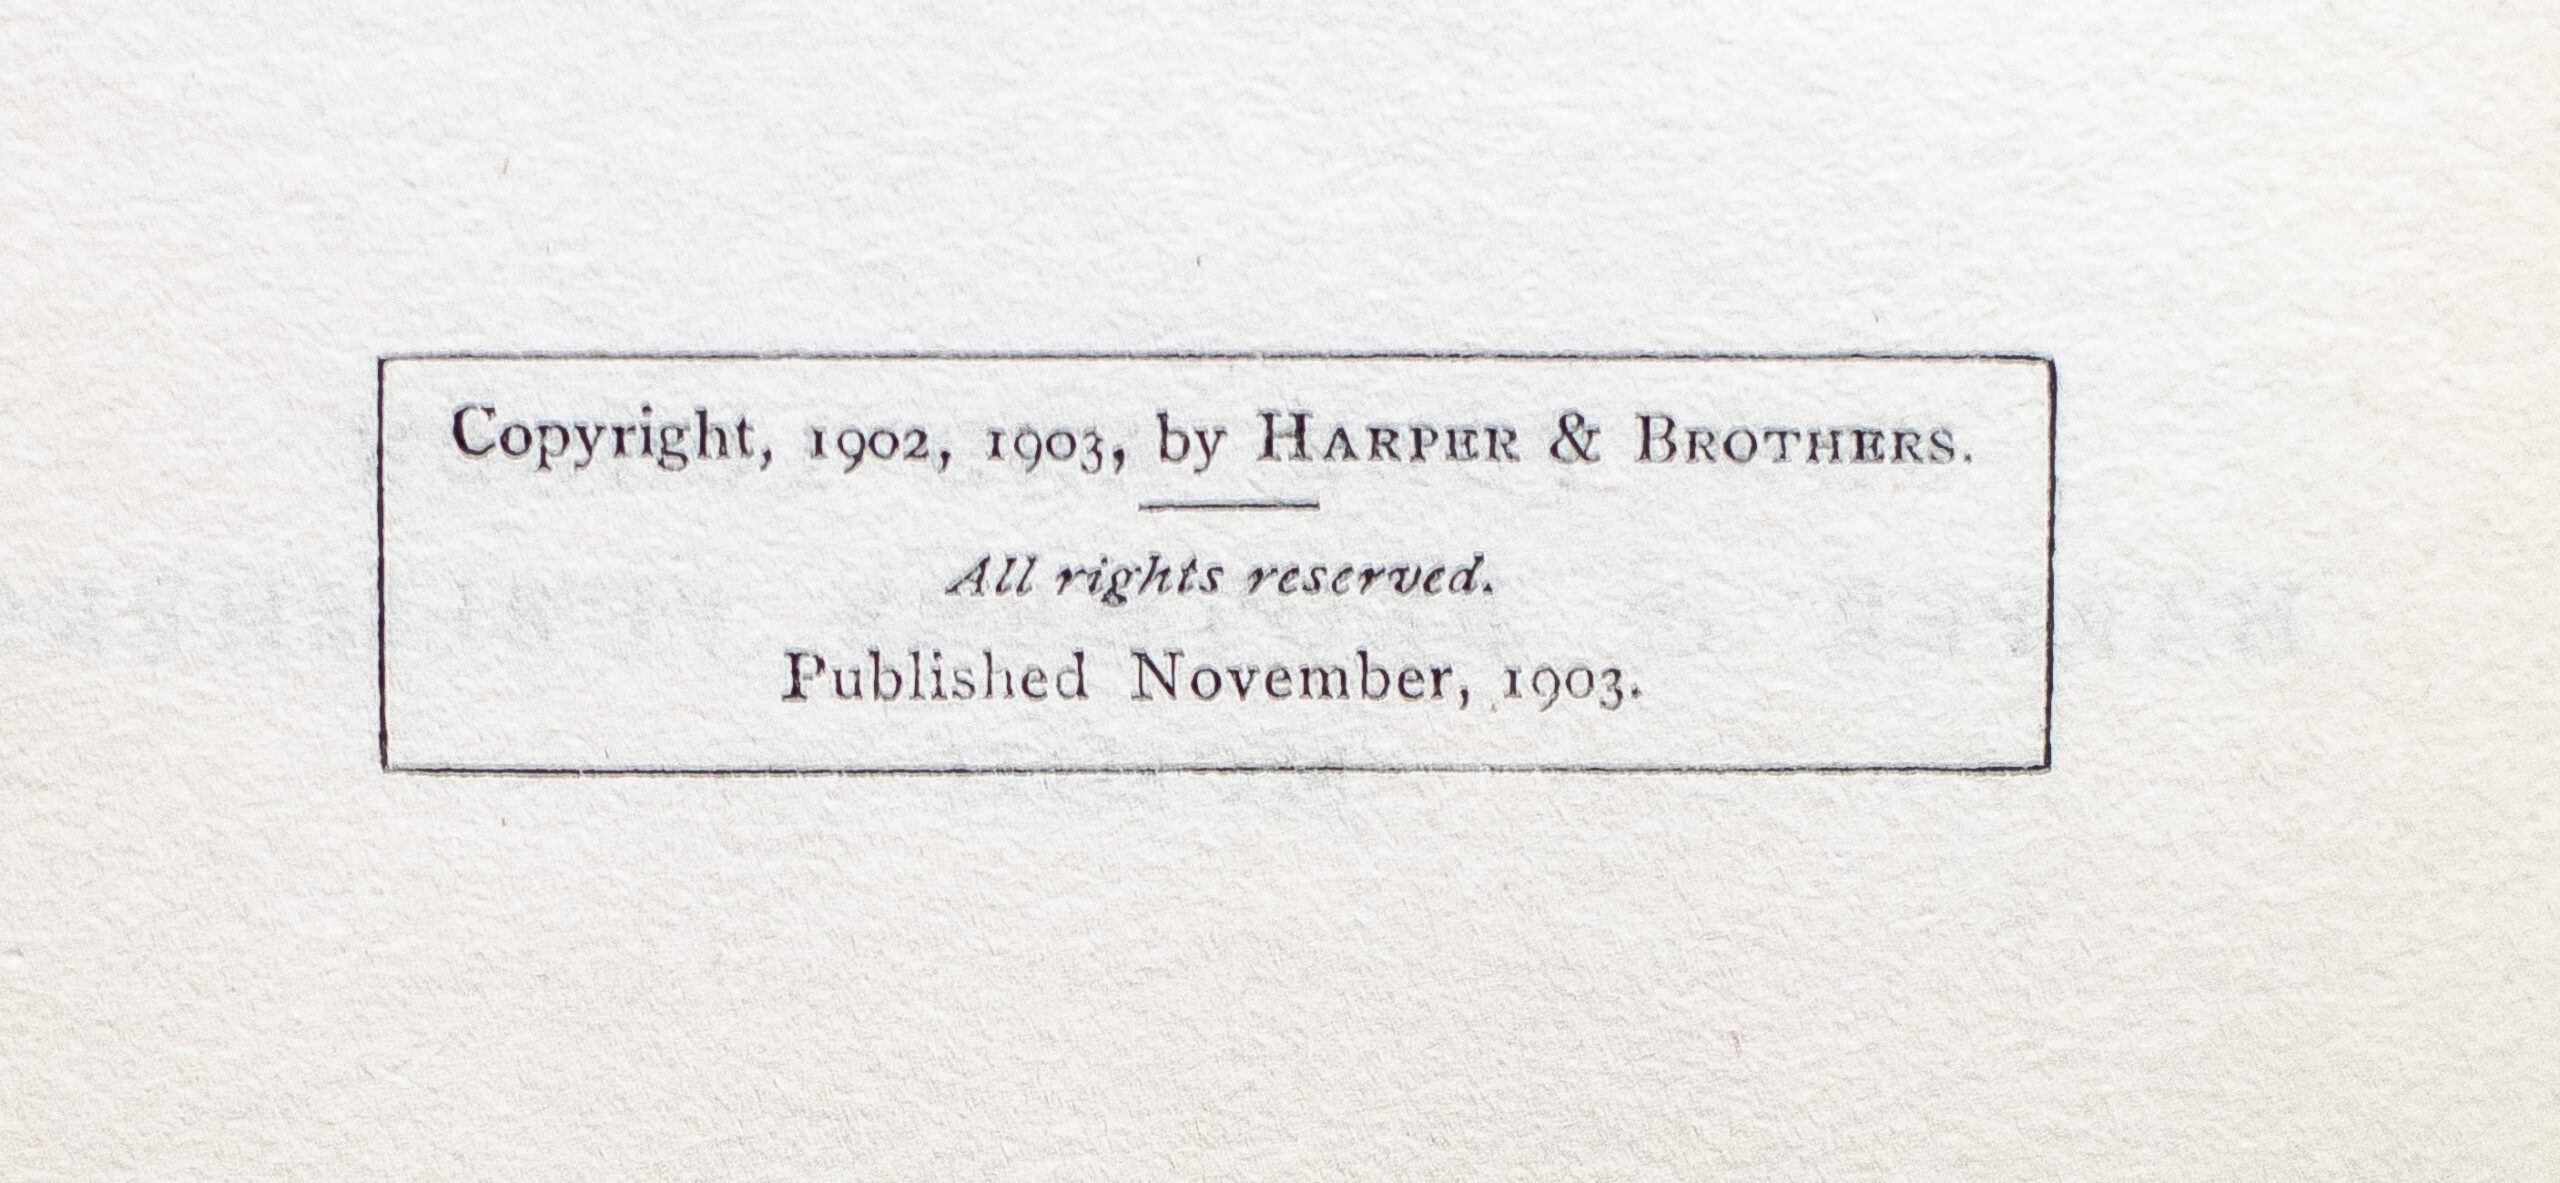 Copyright, 1902, 1903, by HARPER & BROTHERS.
All rights reserved.
Published November, 1903.